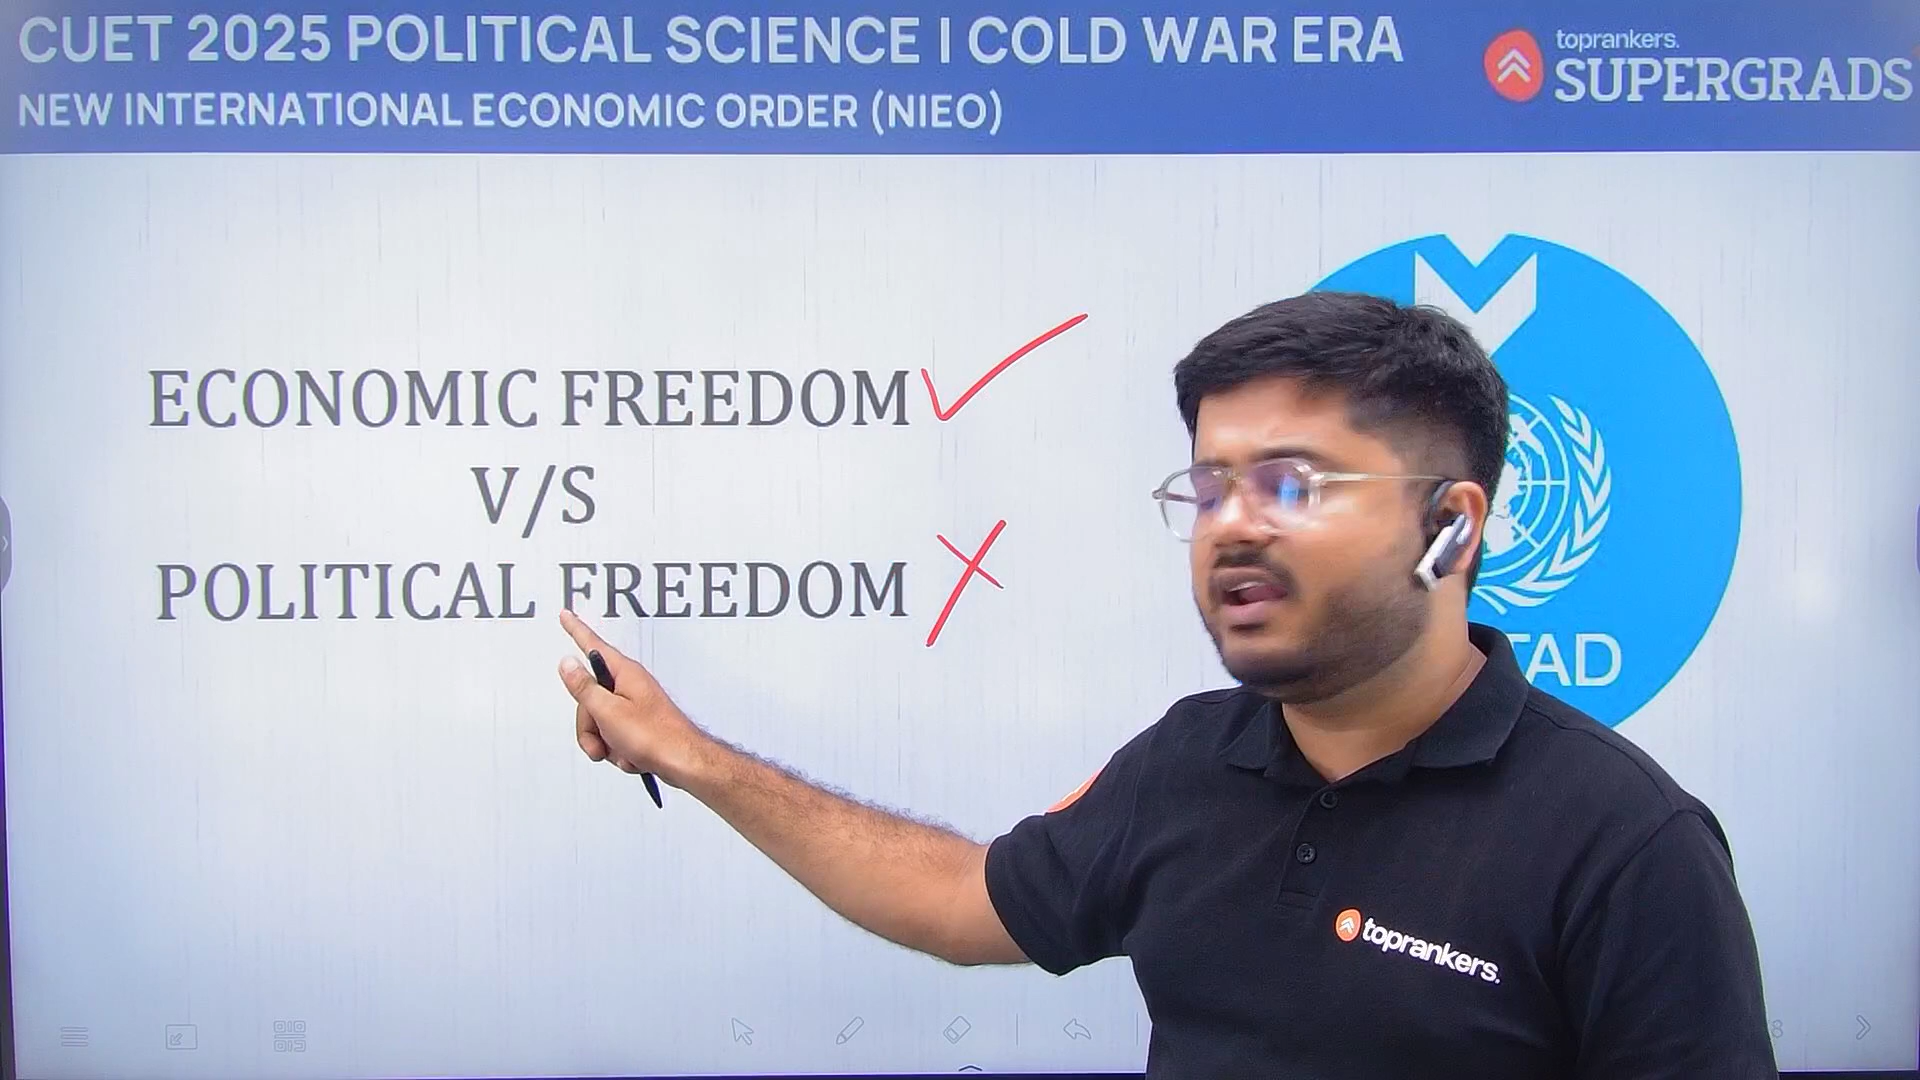 CUET 2025 POLITICAL SCIENCE | COLD WAR ERA
NEW INTERNATIONAL ECONOMIC ORDER (NIEO)
toprankers.
SUPERGRADS
ECONOMIC FREEDOM
V/S
POLITICAL FREEDOM
TAD
toprankers.
8